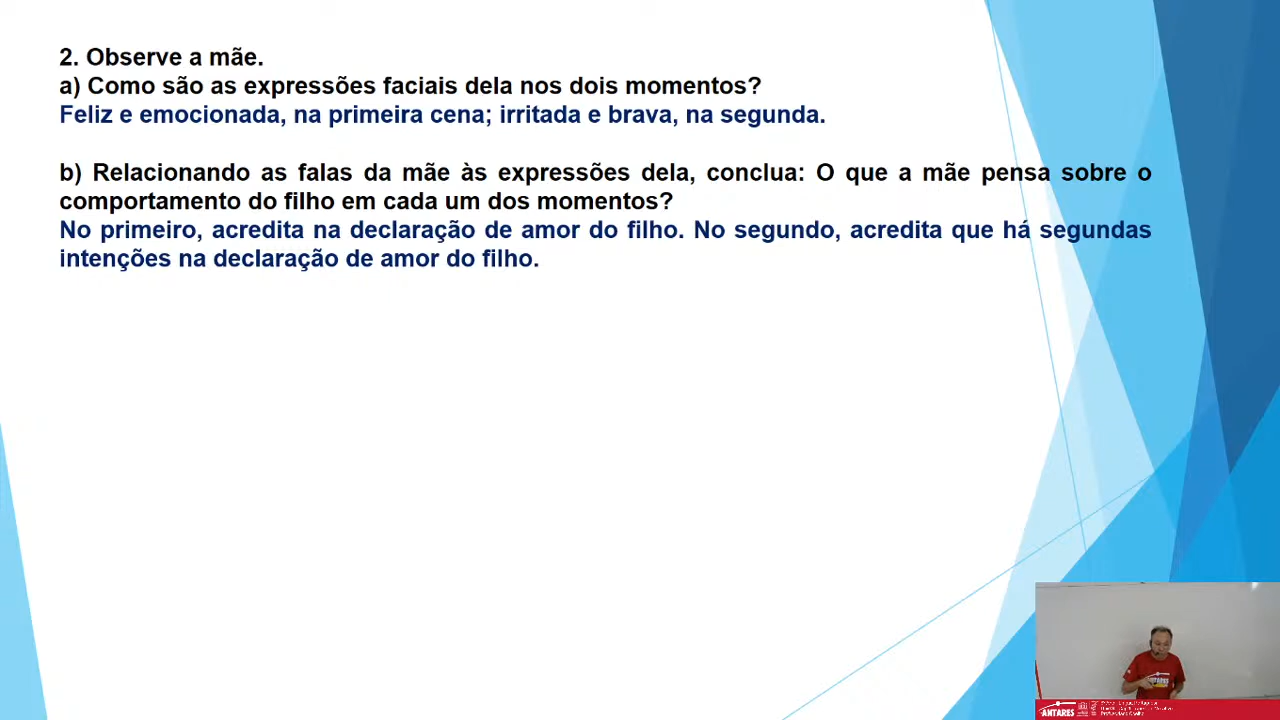 2. Observe a mãe.
a) Como são as expressões faciais dela nos dois momentos?
Feliz e emocionada, na primeira cena; irritada e brava, na segunda.
b) Relacionando as falas da mãe às expressões dela, conclua: O que a mãe pensa sobre o
comportamento do filho em cada um dos momentos?
No primeiro, acredita na declaração de amor do filho. No segundo, acredita que há segundas
intenções na declaração de amor do filho.
ANTARES
ANTARES